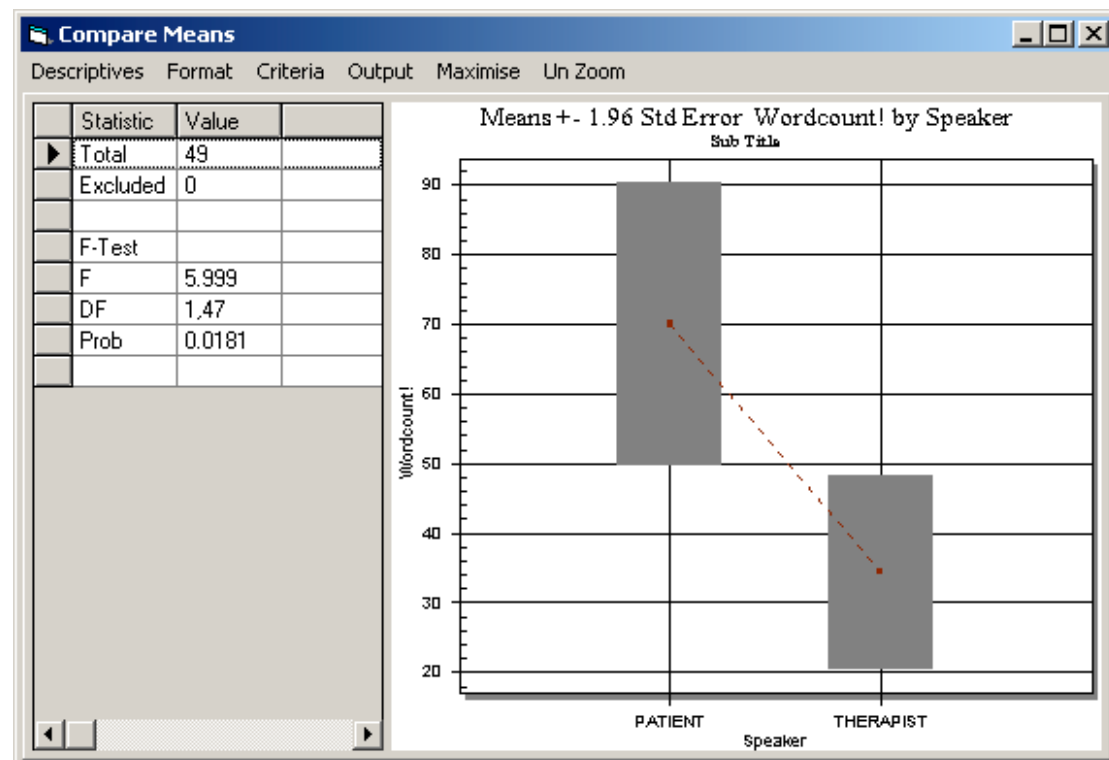 Compare Means
Descriptives Format Criteria Output Maximise Un Zoom
Statistic Value
Total 49
Excluded 0
F-Test
F 5.999
DF 1,47
Prob 0.0181
Means +- 1.96 Std Error Wordcount! by Speaker
Sub Title
90
80
70
60
50
40
30
20
Wordcount!
PATIENT THERAPIST
Speaker